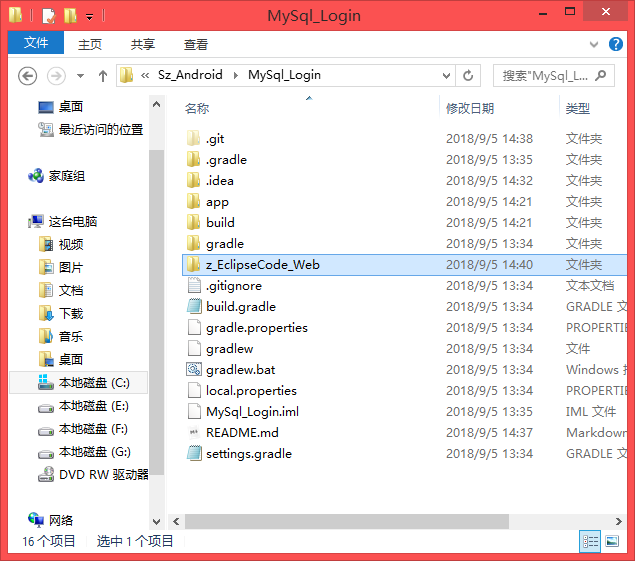 MySql_Login
文件 主页 共享 查看
« Sz_Android MySql_Login 搜索"MySql_L...
名称 修改日期 类型
桌面
最近访问的位置
家庭组
这台电脑
视频
图片
文档
下载
音乐
桌面
本地磁盘 (C:)
本地磁盘 (E:)
本地磁盘 (F:)
本地磁盘 (G:)
DVD RW 驱动器
网络
.git 2018/9/5 14:38 文件夹
.gradle 2018/9/5 13:35 文件夹
.idea 2018/9/5 14:32 文件夹
app 2018/9/5 14:21 文件夹
build 2018/9/5 14:21 文件夹
gradle 2018/9/5 13:34 文件夹
z_EclipseCode_Web 2018/9/5 14:40 文件夹
.gitignore 2018/9/5 13:34 文本文档
build.gradle 2018/9/5 13:34 GRADLE 文
gradle.properties 2018/9/5 13:34 PROPERTIE
gradlew 2018/9/5 13:34 文件
gradlew.bat 2018/9/5 13:34 Windows
local.properties 2018/9/5 13:34 PROPERTIE
MySql_Login.iml 2018/9/5 13:35 IML 文件
README.md 2018/9/5 14:37 Markdown
settings.gradle 2018/9/5 13:34 GRADLE 文
16 个项目 选中 1 个项目